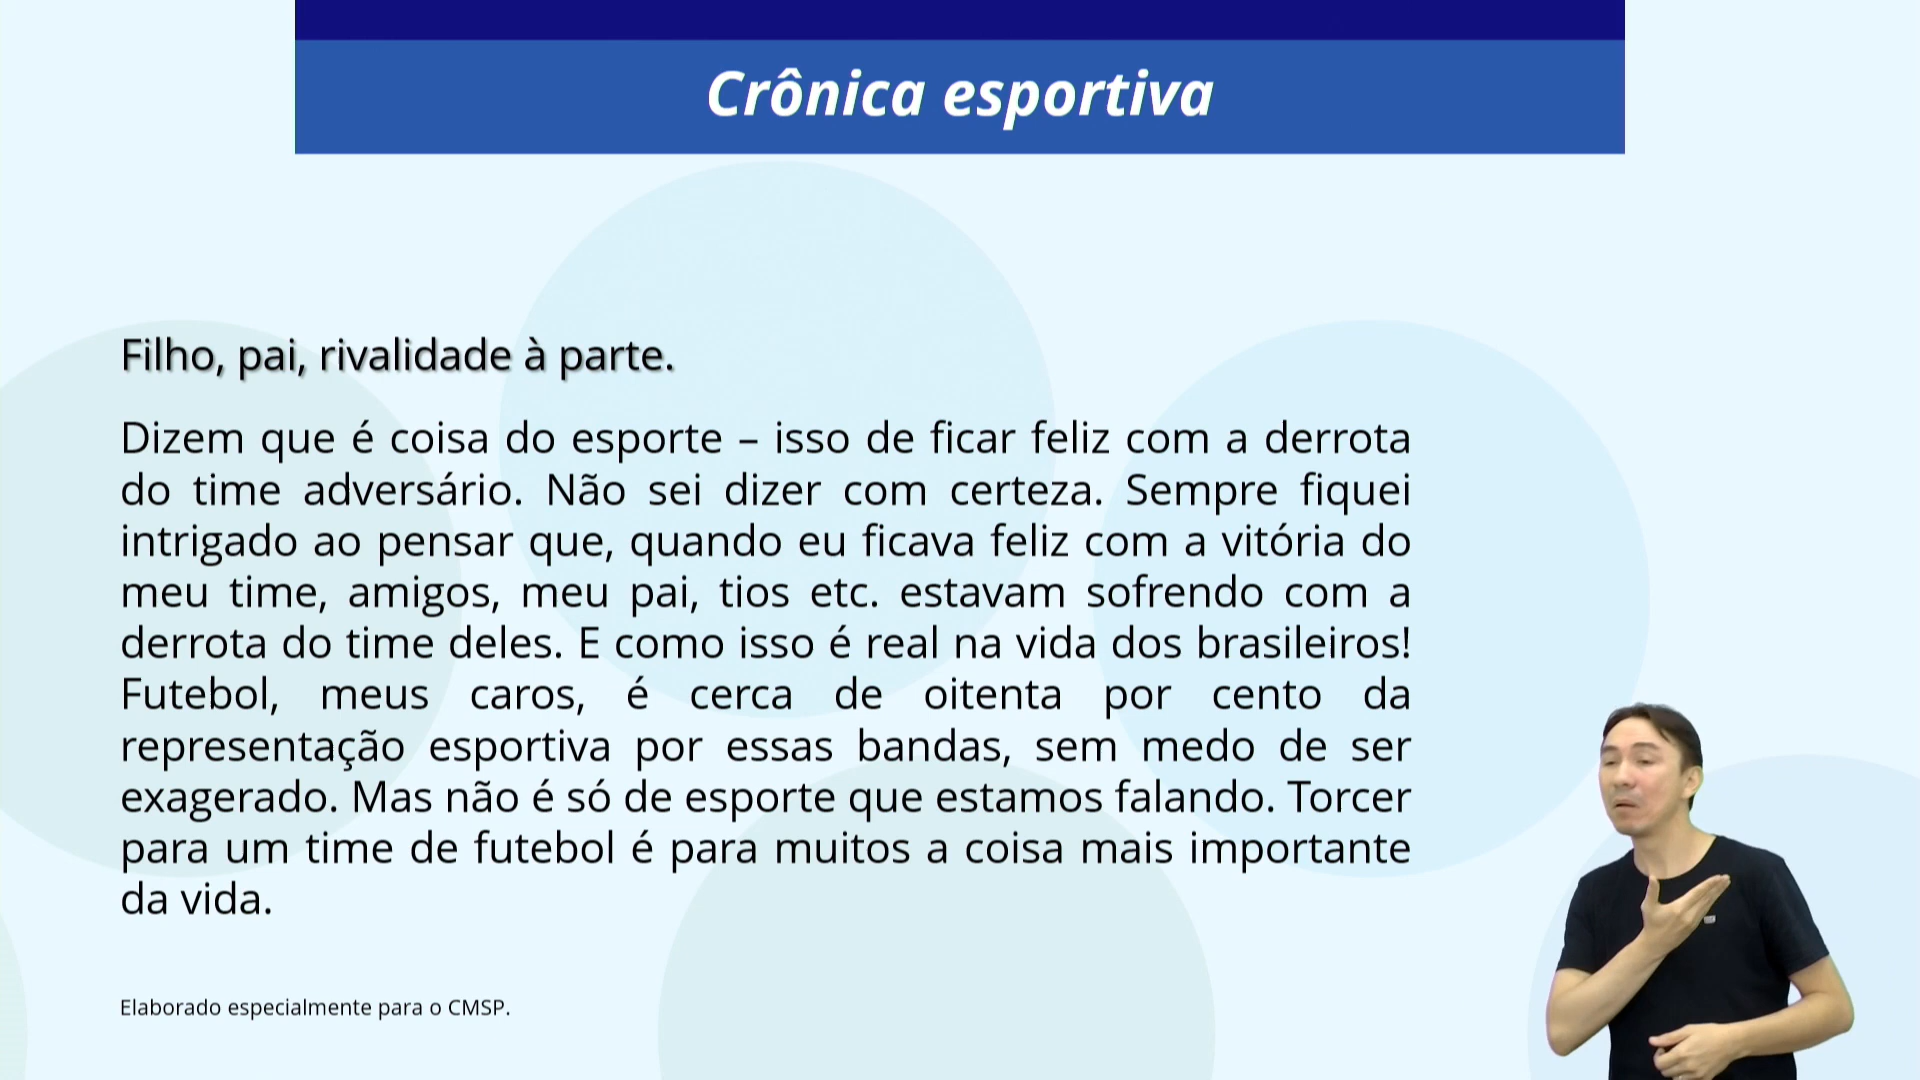 Crônica esportiva
Filho, pai, rivalidade à parte.
Dizem que é coisa do esporte – isso de ficar feliz com a derrota
do time adversário. Não sei dizer com certeza. Sempre fiquei
intrigado ao pensar que, quando eu ficava feliz com a vitória do
meu time, amigos, meu pai, tios etc. estavam sofrendo com a
derrota do time deles. E como isso é real na vida dos brasileiros!
Futebol, meus caros, é cerca de oitenta por cento da
representação esportiva por essas bandas, sem medo de ser
exagerado. Mas não é só de esporte que estamos falando. Torcer
para um time de futebol é para muitos a coisa mais importante
da vida.
Elaborado especialmente para o CMSP.